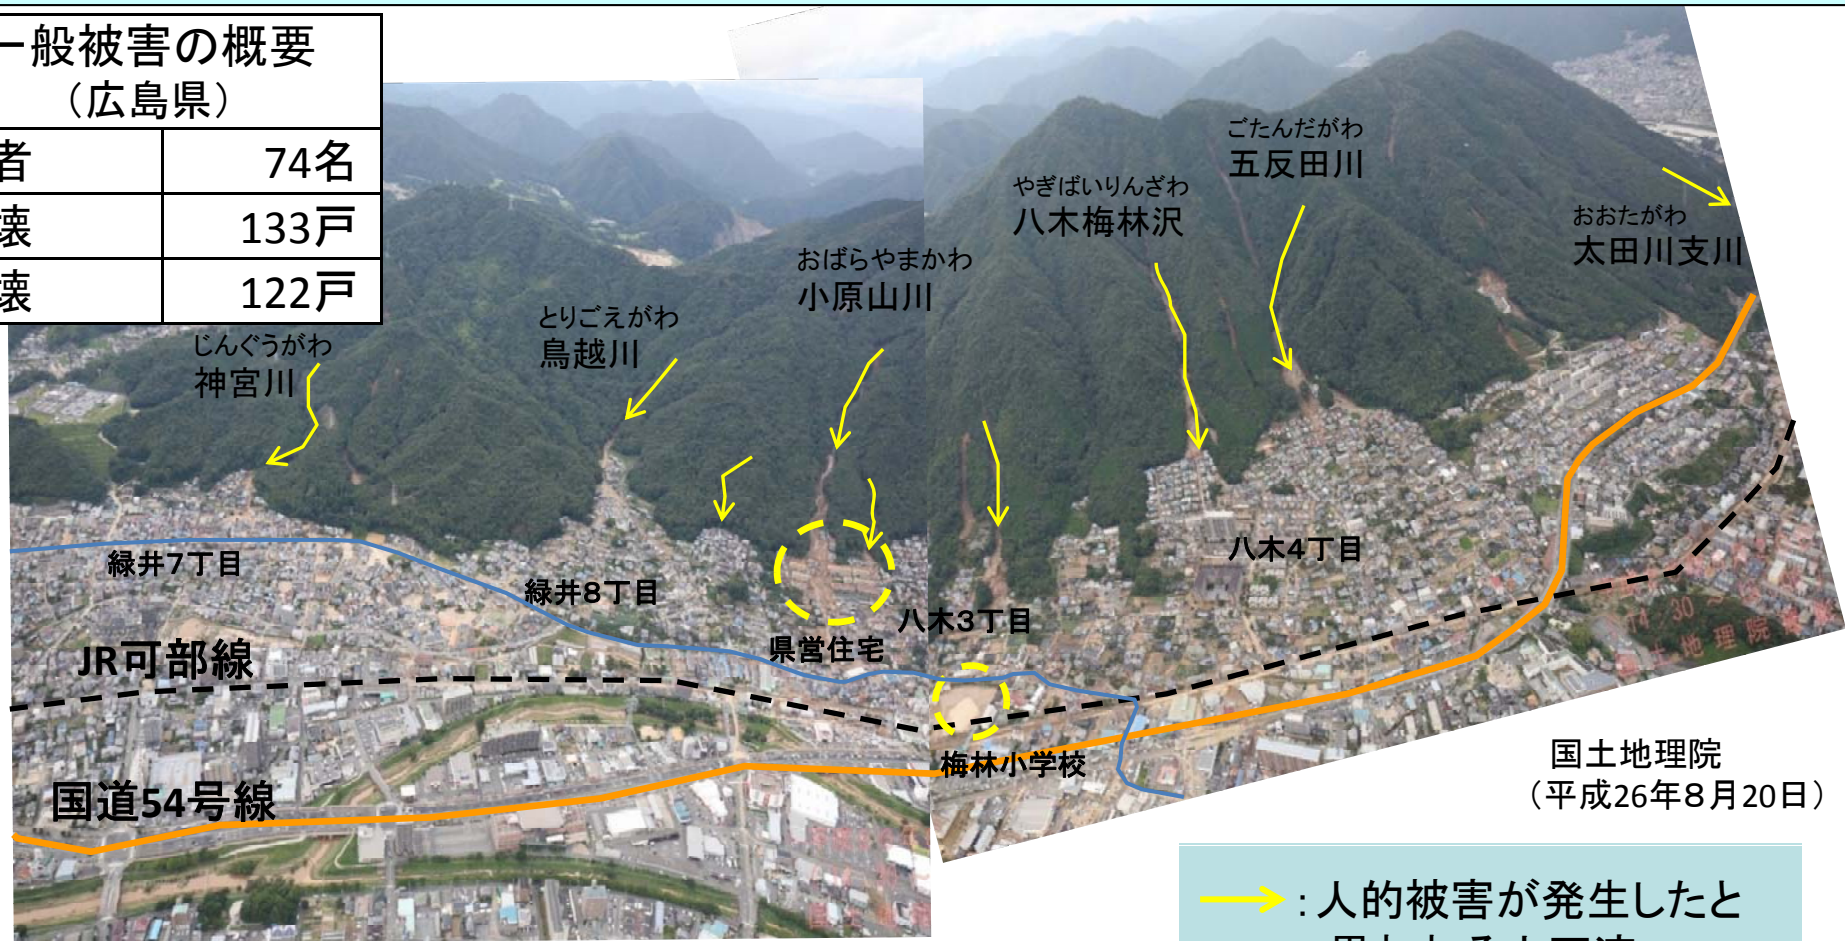 一般被害の概要
（広島県）
者 74名
壊 133戸
壊 122戸
ごたんだがわ
五反田川
やぎばいりんざわ
八木梅林沢
おおたがわ
太田川支川
おばらやまかわ
小原山川
とりごえがわ
鳥越川
じんぐうがわ
神宮川
緑井7丁目
緑井8丁目
八木4丁目
八木3丁目
県営住宅
JR可部線
梅林小学校
国道54号線
地理院
国土地理院
（平成26年8月20日）
：人的被害が発生したと